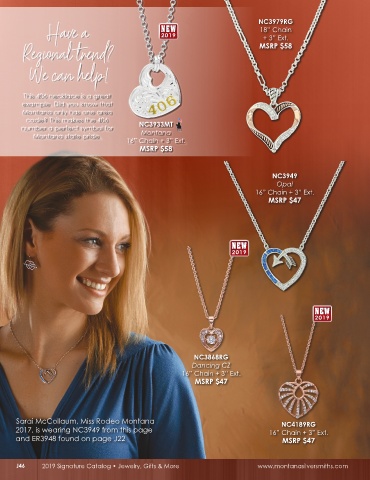 Have a
Regional trend?
We can help!
This 406 necklace is a great
example. Did you know that
Montana only has one area
code? This makes the 406
number a perfect symbol for
Montana state pride.
NEW
2019
406
NC3933MT
Montana
16" Chain + 3" Ext.
MSRP $58
NC3979RG
18" Chain
+ 3" Ext.
MSRP $58
NC3949
Opal
16" Chain + 3" Ext.
MSRP $47
NEW
2019
NC3868RG
Dancing CZ
16" Chain + 3" Ext.
MSRP $47
NEW
2019
NC4189RG
16" Chain + 3" Ext.
MSRP $47
Sarai McCollaum, Miss Rodeo Montana
2017, is wearing NC3949 from this page
and ER3948 found on page J22
J46 2019 Signature Catalog • Jewelry, Gifts & More www.montanasilversmiths.com